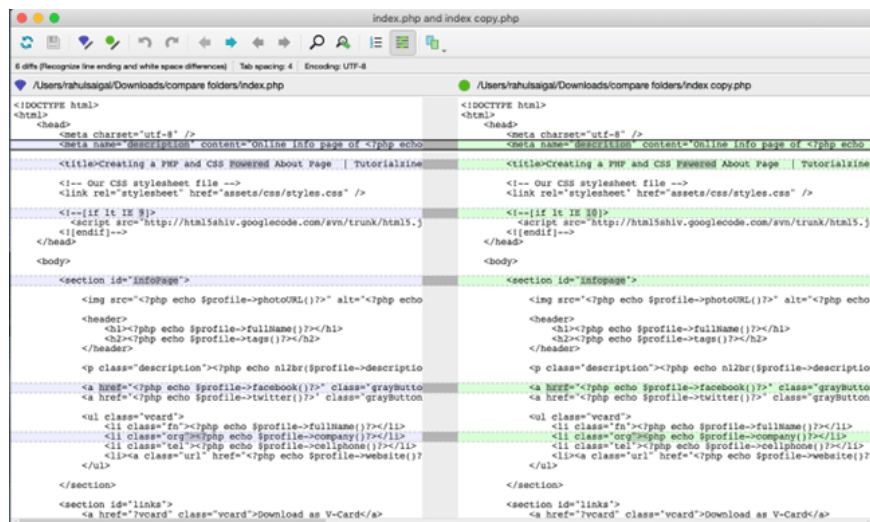 index.php and index copy.php
6 diffs (Recognize line ending and white space differences) Tab spacing: 4 Encoding: UTF-8
/Users/rahulsaigal/Downloads/compare folders/index.php
<!DOCTYPE html>
<html>
<head>
<meta charset="utf-8" />
<meta name="description" content="Online info page of <?php echo
<title>Creating a PHP and CSS Powered About Page | Tutorialzine
<!-- Our CSS stylesheet file -->
<link rel="stylesheet" href="assets/css/styles.css" />
<!--[if lt IE 9]>
<script src="http://html5shiv.googlecode.com/svn/trunk/html5.j
<![endif]-->
</head>
<body>
<section id="infoPage">
<img src="<?php echo $profile->photoURL()?>" alt="<?php echo
<header>
<h1><?php echo $profile->fullName()?></h1>
<h2><?php echo $profile->tags()?></h2>
</header>
<p class="description"><?php echo nl2br($profile->descriptio
<a href="<?php echo $profile->facebook()?>" class="grayButto
<a href="<?php echo $profile->twitter()?>" class="grayButton
<ul class="vcard">
<li class="fn"><?php echo $profile->fullName()?></li>
<li class="org"><?php echo $profile->company()?></li>
<li class="tel"><?php echo $profile->cellphone()?></li>
<li><a class="url" href="<?php echo $profile->website()?
</ul>
</section>
<section id="links">
<a href="?vcard" class="vcard">Download as V-Card</a>
/Users/rahulsaigal/Downloads/compare folders/index copy.php
<!DOCTYPE html>
<html>
<head>
<meta charset="utf-8" />
<meta name="descrition" content="Online info page of <?php echo
<title>Creating a PHP and CSS About Page | Tutorialzine
<!-- Our CSS stylesheet file -->
<link rel="stylesheet" href="assets/css/styles.css" />
<!--[if lt IE 10]>
<script src="http://html5shiv.googlecode.com/svn/trunk/html5.j
<![endif]-->
</head>
<body>
<section id="infopage">
<img src="<?php echo $profile->photoURL()?>" alt="<?php echo
<header>
<h1><?php echo $profile->fullName()?></h1>
<h2><?php echo $profile->tags()?></h2>
</header>
<p class="description"><?php echo nl2br($profile->descriptio
<a hrrf="<?php echo $profile->facebook()?>" class="grayButto
<a href="<?php echo $profile->twitter()?>" class="grayButton
<ul class="vcard">
<li class="fn"><?php echo $profile->fullName()?></li>
<li echo $profile->company()?></li>
<li class="tel"><?php echo $profile->cellphone()?></li>
<li><a class="url" href="<?php echo $profile->website()?
</ul>
</section>
<section id="links">
<a href="?vcard" class="vcard">Download as V-Card</a>